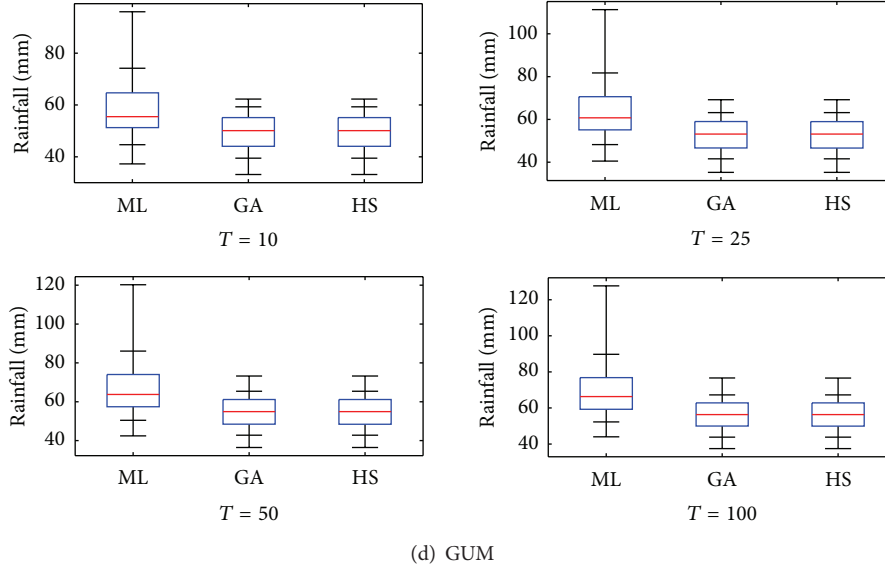 Rainfall (mm)
80
60
40
ML GA HS
T = 10
Rainfall (mm)
100
80
60
40
ML GA HS
T = 25
Rainfall (mm)
120
100
80
60
40
ML GA HS
T = 50
Rainfall (mm)
120
100
80
60
40
ML GA HS
T = 100
(d) GUM